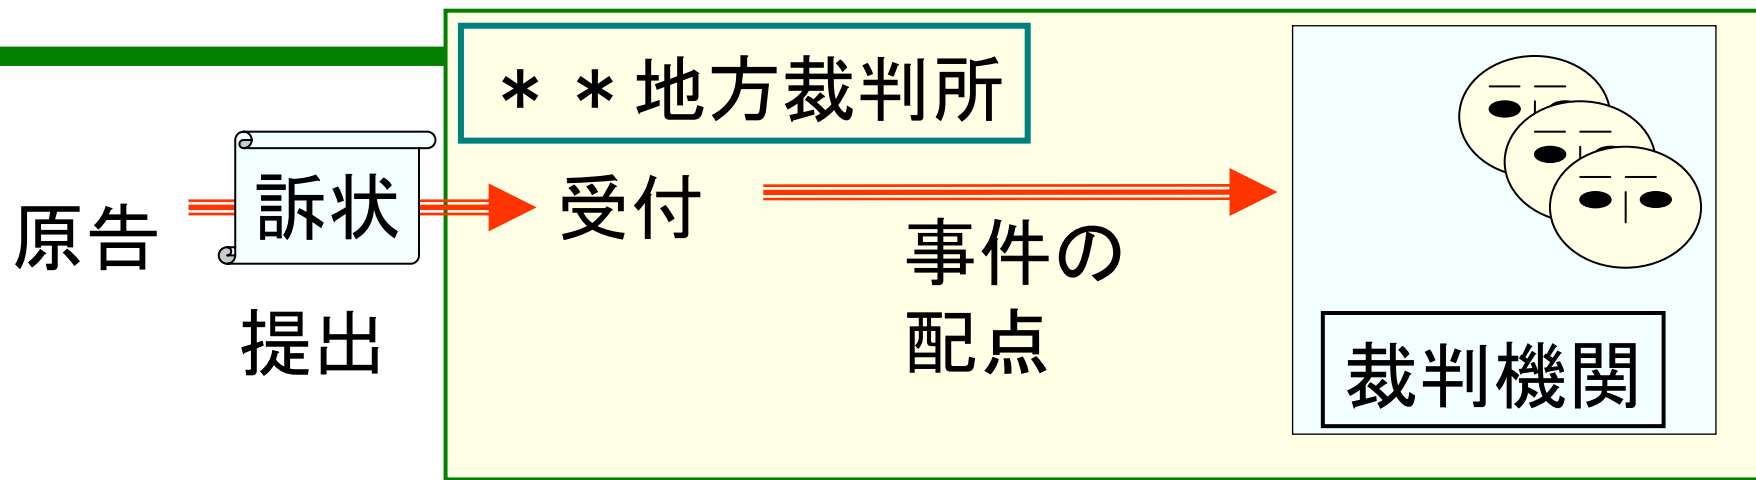 ＊＊地方裁判所
原告
訴状
提出
受付
事件の
配点
裁判機関